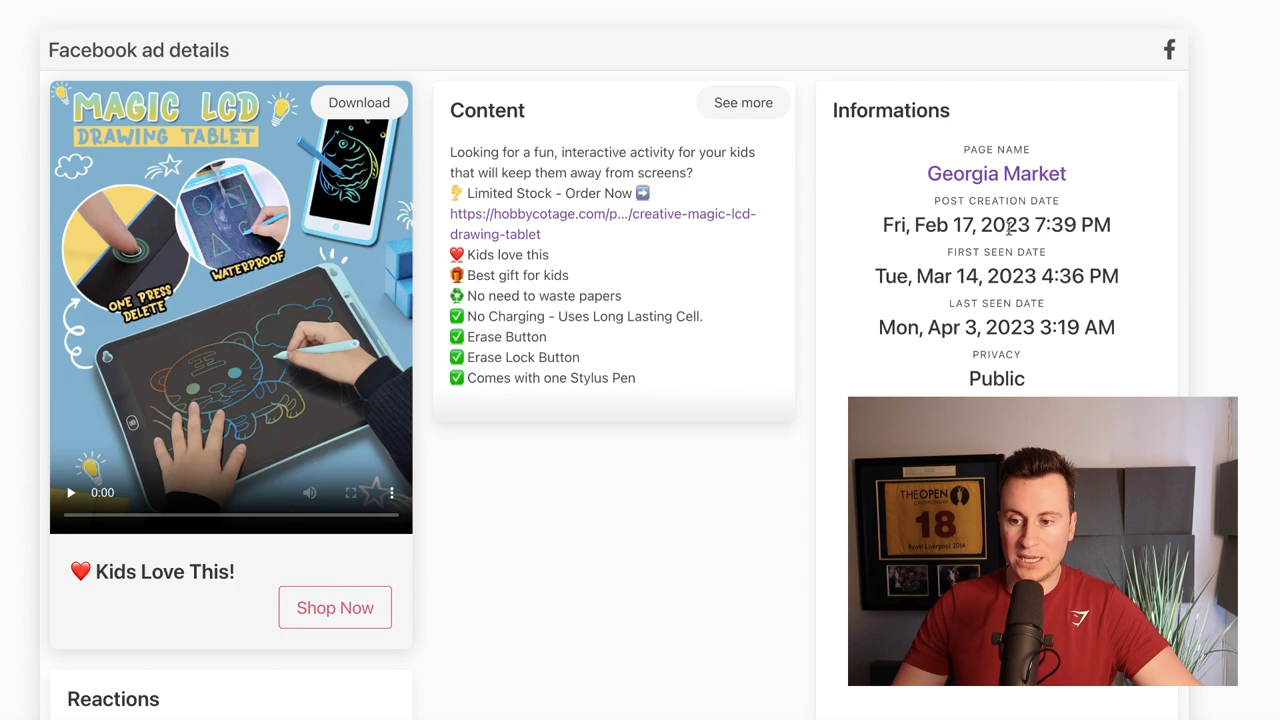 Facebook ad details
MAGIC LCD
DRAWING TABLET
Download
ONE PRESS
DELETE
WATERPROOF
0:00
❤️ Kids Love This!
Shop Now
Reactions
Content
See more
Looking for a fun, interactive activity for your kids
that will keep them away from screens?
Limited Stock - Order Now ➡️
https://hobbycotage.com/p.../creative-magic-lcd-
drawing-tablet
❤️ Kids love this
🎁 Best gift for kids
♻️ No need to waste papers
✅ No Charging - Uses Long Lasting Cell.
✅ Erase Button
✅ Erase Lock Button
✅ Comes with one Stylus Pen
Informations
PAGE NAME
Georgia Market
POST CREATION DATE
Fri, Feb 17, 2023 7:39 PM
FIRST SEEN DATE
Tue, Mar 14, 2023 4:36 PM
LAST SEEN DATE
Mon, Apr 3, 2023 3:19 AM
PRIVACY
Public
THE OPEN
CHAMPIONSHIP
18
Royal Liverpool 2014